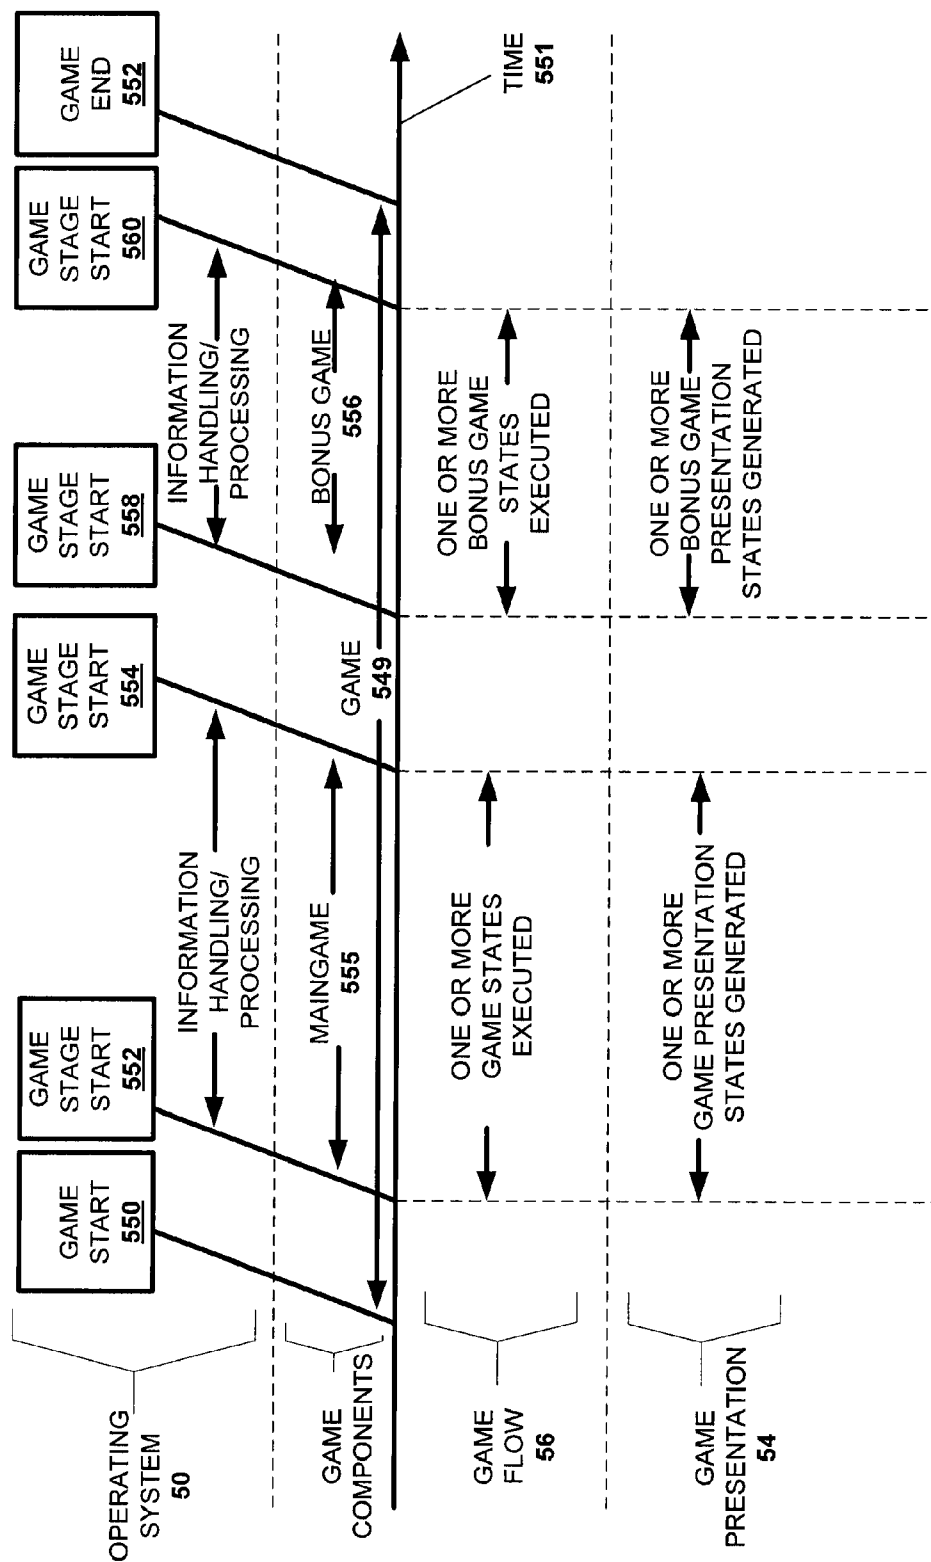 GAME
START
550
GAME
STAGE
START
552
GAME
STAGE
START
554
GAME
STAGE
START
558
GAME
STAGE
START
560
GAME
END
552
OPERATING
SYSTEM
50
INFORMATION
HANDLING/
PROCESSING
INFORMATION
HANDLING/
PROCESSING
GAME
COMPONENTS
MAINGAME
555
BONUS GAME
556
GAME
549
TIME
551
GAME
FLOW
56
ONE OR MORE
GAME STATES
EXECUTED
ONE OR MORE
BONUS GAME
STATES
EXECUTED
GAME
PRESENTATION
54
ONE OR MORE
GAME PRESENTATION
STATES GENERATED
ONE OR MORE
BONUS GAME
PRESENTATION
STATES GENERATED